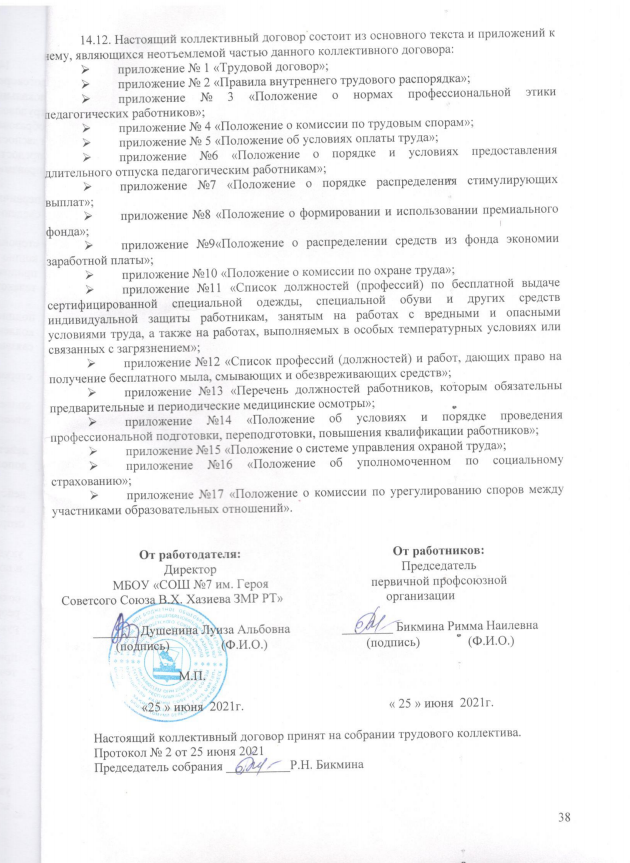 14.12. Настоящий коллективный договор состоит из основного текста и приложений к
нему, являющихся неотъемлемой частью данного коллективного договора:
➢ приложение № 1 «Трудовой договор»;
➢ приложение № 2 «Правила внутреннего трудового распорядка»;
➢ приложение № 3 «Положение о нормах профессиональной этики
педагогических работников»;
➢ приложение № 4 «Положение о комиссии по трудовым спорам»;
➢ приложение № 5 «Положение об условиях оплаты труда»;
➢ приложение №6 «Положение о порядке и условиях предоставления
длительного отпуска педагогическим работникам»;
➢ приложение №7 «Положение о порядке распределения стимулирующих
выплат»;
➢ приложение №8 «Положение о формировании и использовании премиального
фонда»;
➢ приложение №9«Положение о распределении средств из фонда экономии
заработной платы»;
➢ приложение №10 «Положение о комиссии по охране труда»;
➢ приложение №11 «Список должностей (профессий) по бесплатной выдаче
сертифицированной специальной одежды, специальной обуви и других средств
индивидуальной защиты работникам, занятым на работах с вредными и опасными
условиями труда, а также на работах, выполняемых в особых температурных условиях или
связанных с загрязнением»;
➢ приложение №12 «Список профессий (должностей) и работ, дающих право на
получение бесплатного мыла, смывающих и обезвреживающих средств»;
➢ приложение №13 «Перечень должностей работников, которым обязательны
предварительные и периодические медицинские осмотры»;
➢ приложение №14 «Положение об условиях и порядке проведения
профессиональной подготовки, переподготовки, повышения квалификации работников»;
➢ приложение №15 «Положение о системе управления охраной труда»;
➢ приложение №16 «Положение об уполномоченном по социальному
страхованию»;
➢ приложение №17 «Положение о комиссии по урегулированию споров между
участниками образовательных отношений».
От работодателя:
Директор
МБОУ «СОШ №7 им. Героя
Советсого Союза В.Х. Хазиева ЗМР РТ»
Душенина Луиза Альбовна
(подпись) (Ф.И.О.)
М.П.
«25 » июня 2021г.
От работников:
Председатель
первичной профсоюзной
организации
Бикмина Римма Наилевна
(подпись) (Ф.И.О.)
« 25 » июня 2021г.
Настоящий коллективный договор принят на собрании трудового коллектива.
Протокол № 2 от 25 июня 2021
Председатель собрания __________Р.Н. Бикмина
38